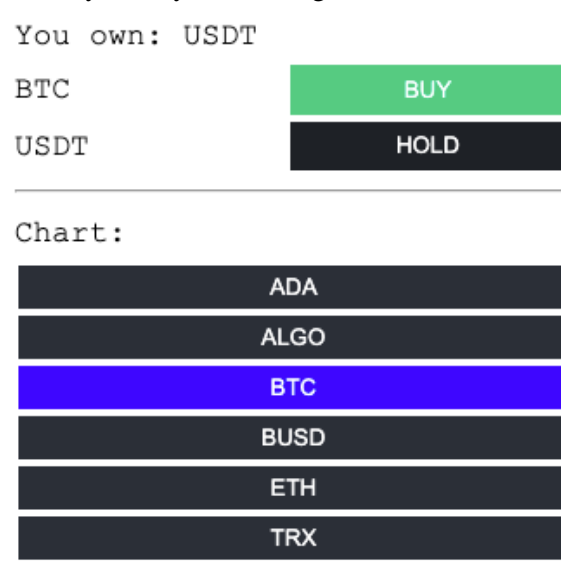 You own: USDT
BTC BUY
USDT HOLD
Chart:
ADA
ALGO
BTC
BUSD
ETH
TRX